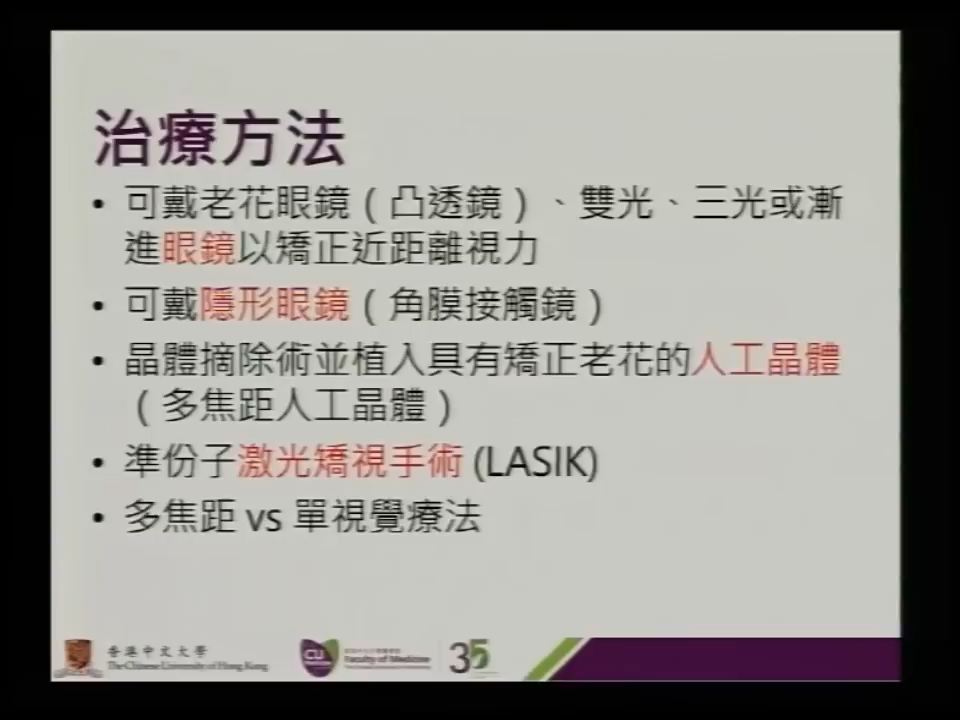 治療方法
• 可戴老花眼鏡（凸透鏡）、雙光、三光或漸
進眼鏡以矯正近距離視力
• 可戴隱形眼鏡（角膜接觸鏡）
• 晶體摘除術並植入具有矯正老花的人工晶體
（多焦距人工晶體）
• 準份子激光矯視手術 (LASIK)
• 多焦距 vs 單視覺療法
香港中文大學
The Chinese University of Hong Kong
CU
Faculty of Medicine
35